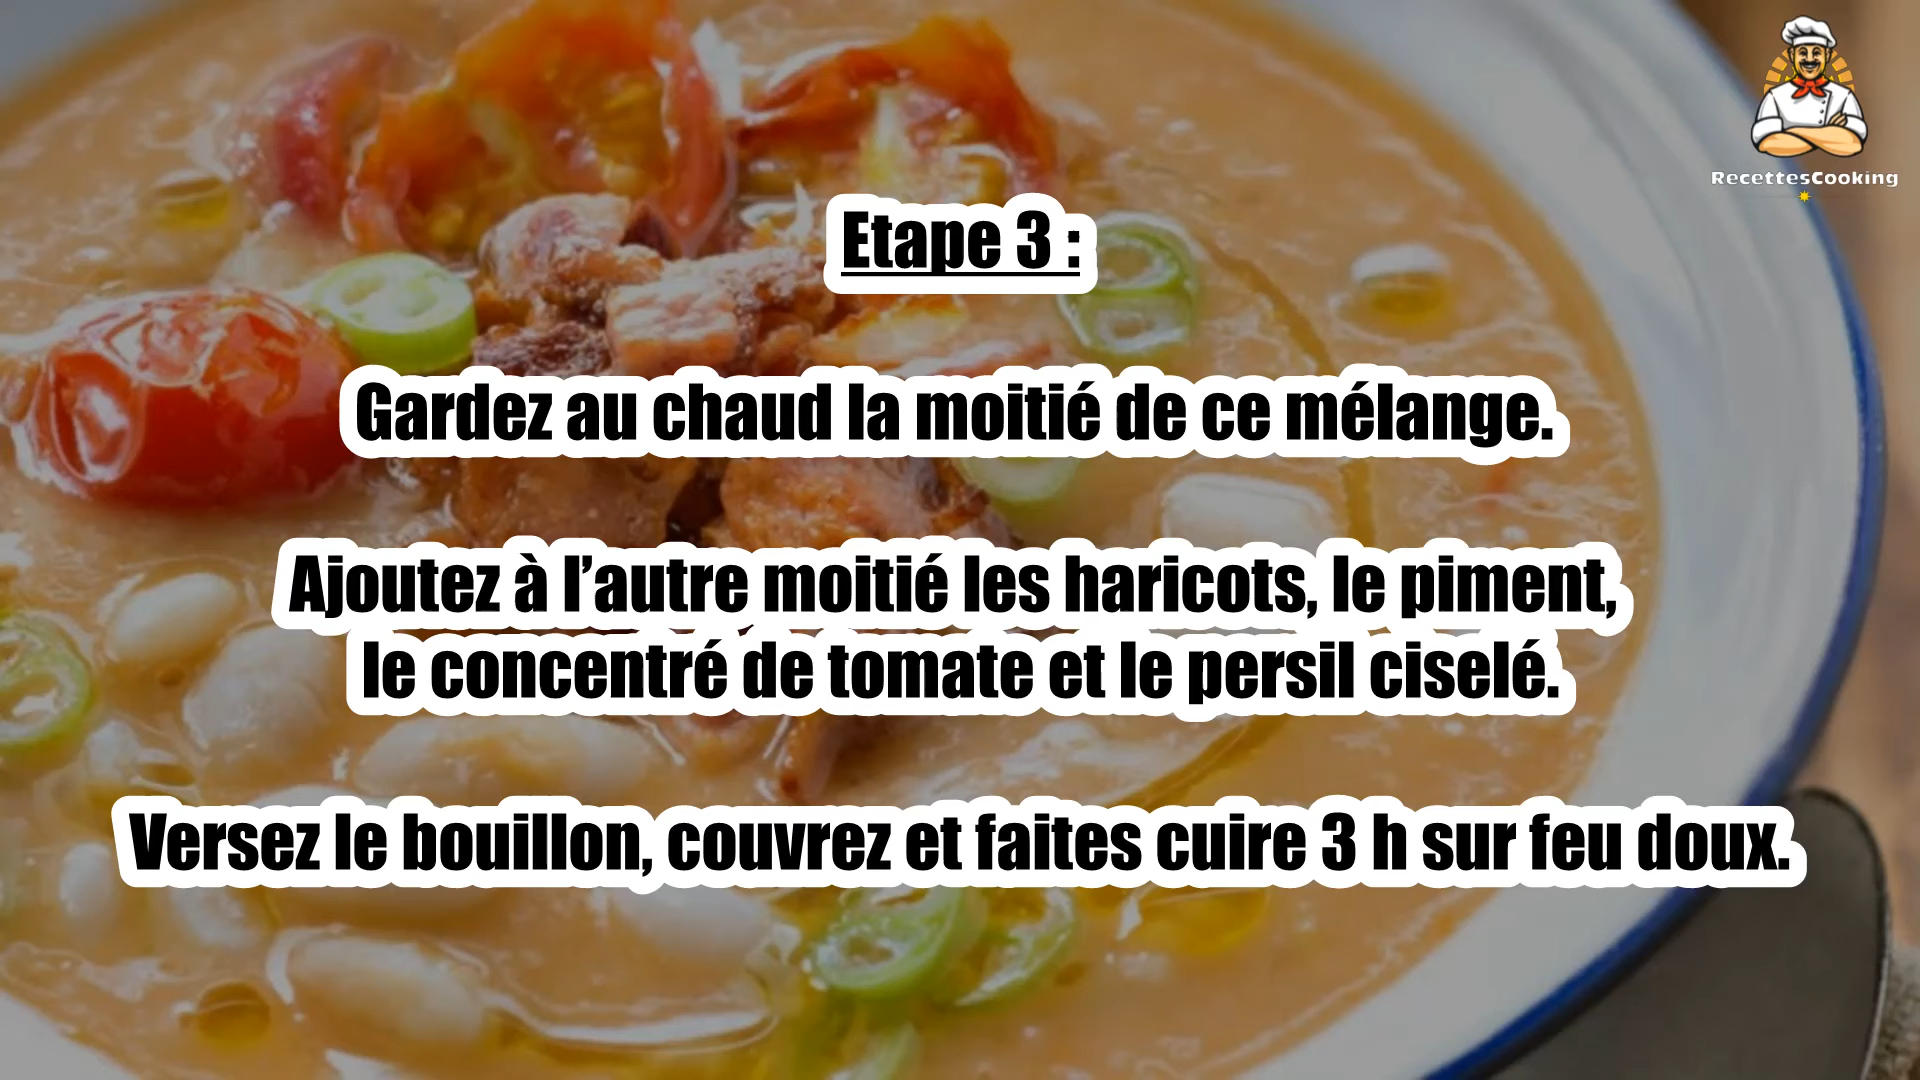 RecettesCooking
Etape 3 :
Gardez au chaud la moitié de ce mélange.
Ajoutez à l’autre moitié les haricots, le piment,
le concentré de tomate et le persil ciselé.
Versez le bouillon, couvrez et faites cuire 3 h sur feu doux.